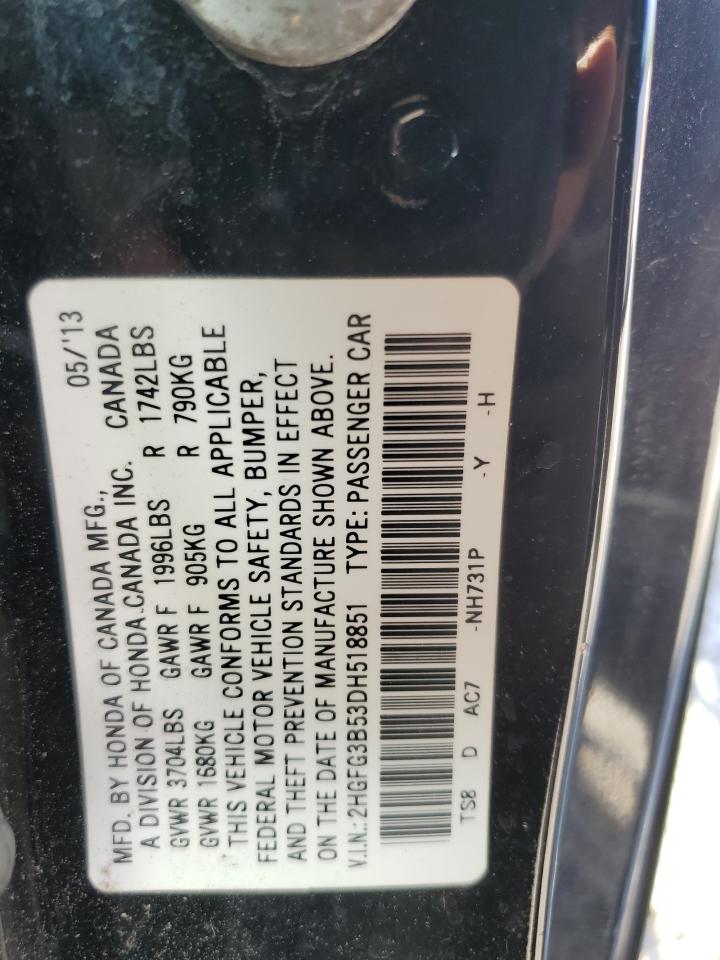 MFD. BY HONDA OF CANADA MFG., 05/'13
A DIVISION OF HONDA CANADA INC. CANADA
GVWR 3704LBS GAWR F 1996LBS R 1742LBS
GVWR 1680KG GAWR F 905KG R 790KG
THIS VEHICLE CONFORMS TO ALL APPLICABLE
FEDERAL MOTOR VEHICLE SAFETY, BUMPER,
AND THEFT PREVENTION STANDARDS IN EFFECT
ON THE DATE OF MANUFACTURE SHOWN ABOVE.
V.I.N.: 2HGFG3B53DH518851 TYPE: PASSENGER CAR
TS8 D AC7 -NH731P -Y -H